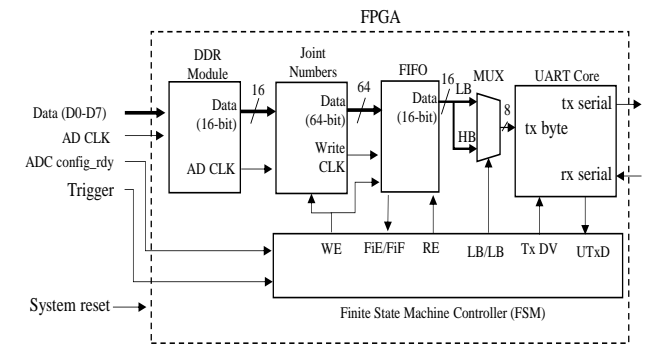 FPGA
DDR
Module
Joint
Numbers
FIFO
MUX
UART Core
16
64
16
LB
8
Data
(16-bit)
Data
(64-bit)
Data
(16-bit)
tx serial
Data (D0-D7)
tx byte
HB
AD CLK
Write
CLK
AD CLK
rx serial
ADC config_rdy
Trigger
WE
FiE/FiF
RE
LB/LB
Tx DV
UTxD
System reset
Finite State Machine Controller (FSM)